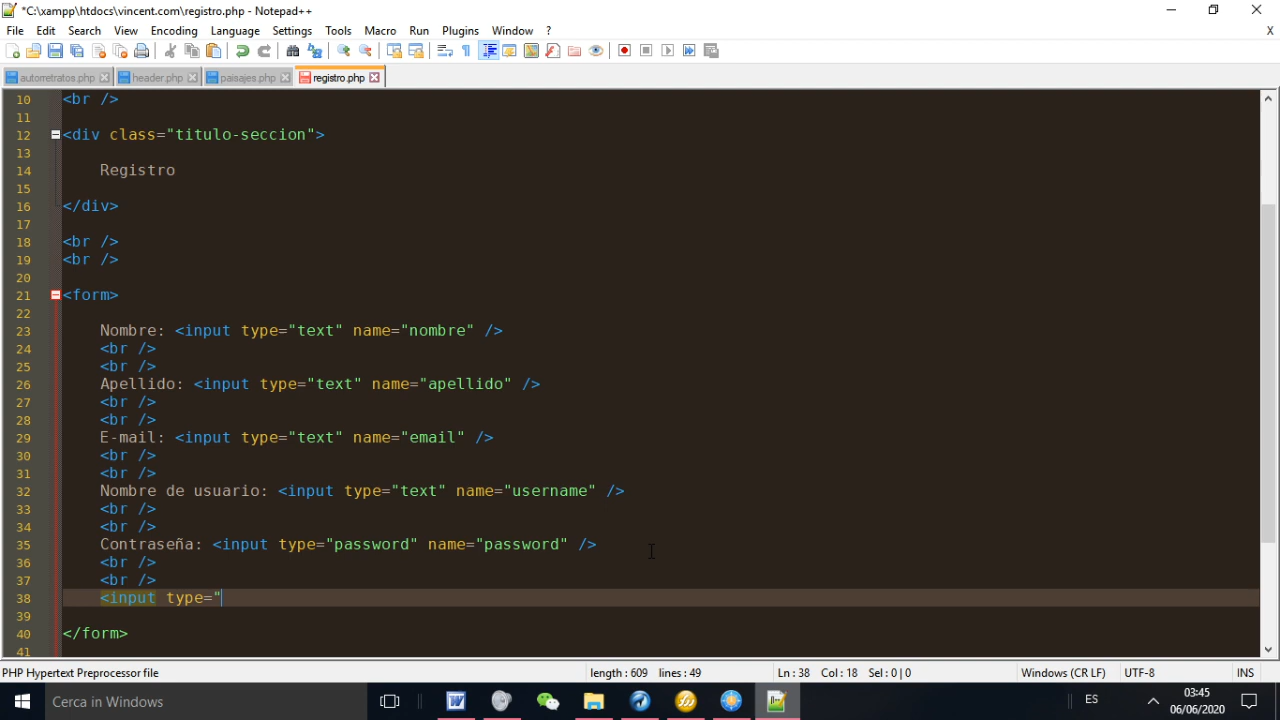 *C:\xampp\htdocs\vincent.com\registro.php - Notepad++
File Edit Search View Encoding Language Settings Tools Macro Run Plugins Window ? X
autorretratos.php header.php paisajes.php registro.php
10 <br />
11
12 <div class="titulo-seccion">
13
14 Registro
15
16 </div>
17
18 <br />
19 <br />
20
21 <form>
22
23 Nombre: <input type="text" name="nombre" />
24 <br />
25 <br />
26 Apellido: <input type="text" name="apellido" />
27 <br />
28 <br />
29 E-mail: <input type="text" name="email" />
30 <br />
31 <br />
32 Nombre de usuario: <input type="text" name="username" />
33 <br />
34 <br />
35 Contraseña: <input type="password" name="password" />
36 <br />
37 <br />
38 <input type="
39
40 </form>
41
PHP Hypertext Preprocessor file length : 609 lines : 49 Ln : 38 Col : 18 Sel : 0 | 0 Windows (CR LF) UTF-8 INS
Cerca in Windows ES 03:45
06/06/2020